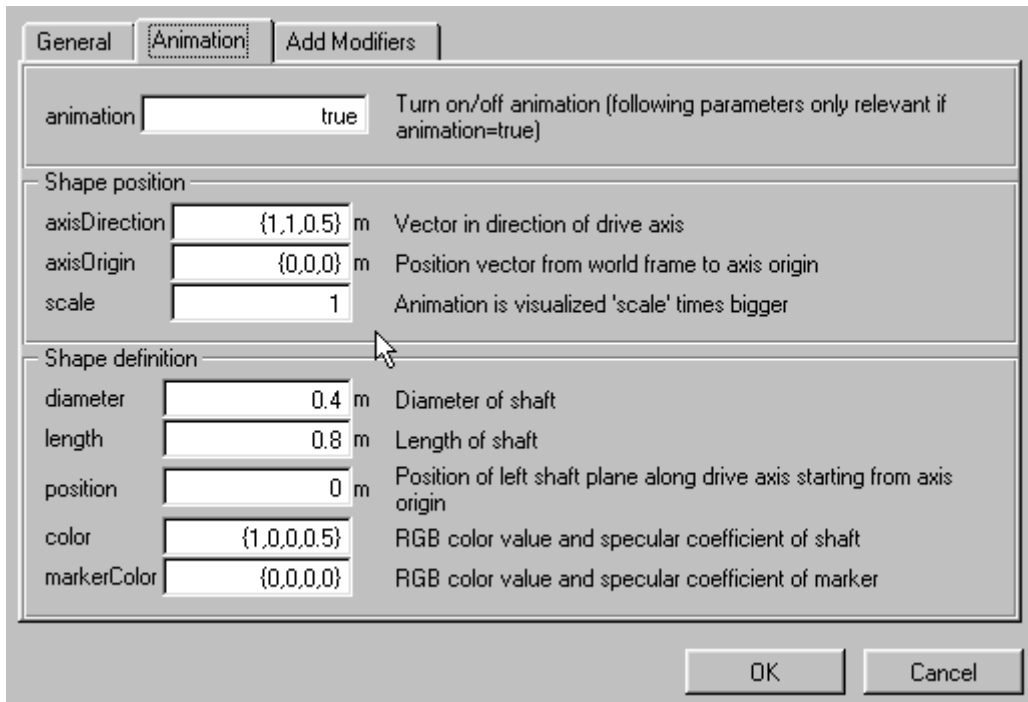 General Animation Add Modifiers
animation true Turn on/off animation (following parameters only relevant if
animation=true)
Shape position
axisDirection {1,1,0.5} m Vector in direction of drive axis
axisOrigin {0,0,0} m Position vector from world frame to axis origin
scale 1 Animation is visualized 'scale' times bigger
Shape definition
diameter 0.4 m Diameter of shaft
length 0.8 m Length of shaft
position 0 m Position of left shaft plane along drive axis starting from axis
origin
color {1,0,0,0.5} RGB color value and specular coefficient of shaft
markerColor {0,0,0,0} RGB color value and specular coefficient of marker
OK Cancel